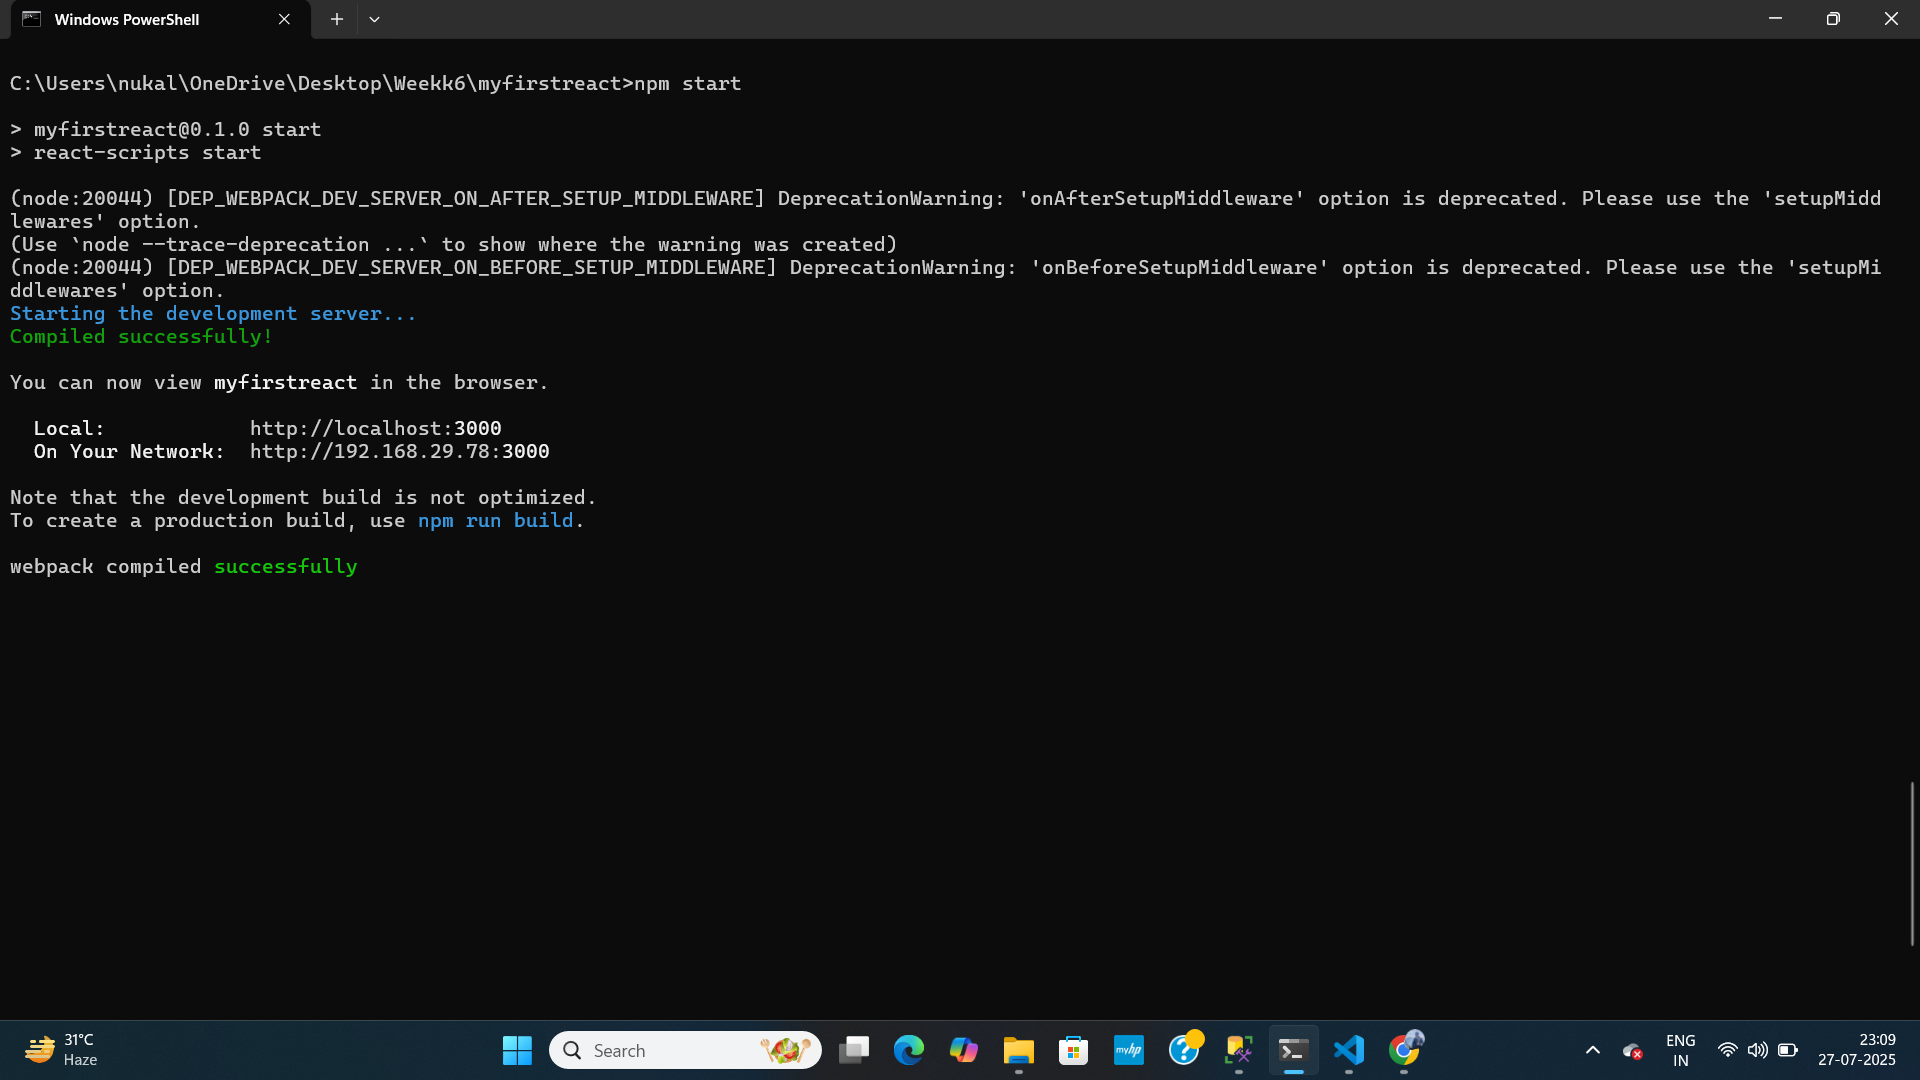 Windows PowerShell
C:\Users\nukal\OneDrive\Desktop\Weekk6\myfirstreact>npm start
> myfirstreact@0.1.0 start
> react-scripts start
(node:20044) [DEP_WEBPACK_DEV_SERVER_ON_AFTER_SETUP_MIDDLEWARE] DeprecationWarning: 'onAfterSetupMiddleware' option is deprecated. Please use the 'setupMidd
lewares' option.
(Use `node --trace-deprecation ...` to show where the warning was created)
(node:20044) [DEP_WEBPACK_DEV_SERVER_ON_BEFORE_SETUP_MIDDLEWARE] DeprecationWarning: 'onBeforeSetupMiddleware' option is deprecated. Please use the 'setupMi
ddlewares' option.
Starting the development server...
Compiled successfully!
You can now view myfirstreact in the browser.
Local: http://localhost:3000
On Your Network: http://192.168.29.78:3000
Note that the development build is not optimized.
To create a production build, use npm run build.
webpack compiled successfully
31°C
Haze
Search
myhp
ENG
IN
23:09
27-07-2025